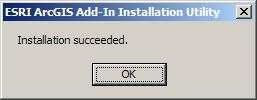 ESRI ArcGIS Add-In Installation Utility
Installation succeeded.
OK